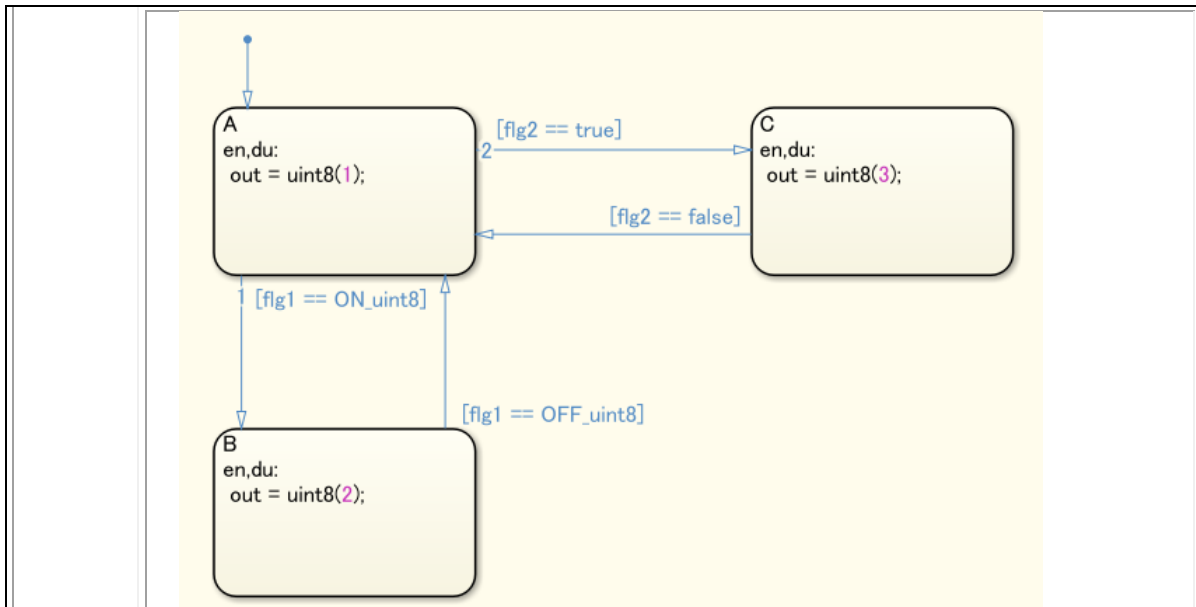 A
en,du:
out = uint8(1);
2
[flg2 == true]
C
en,du:
out = uint8(3);
[flg2 == false]
1
[flg1 == ON_uint8]
[flg1 == OFF_uint8]
B
en,du:
out = uint8(2);